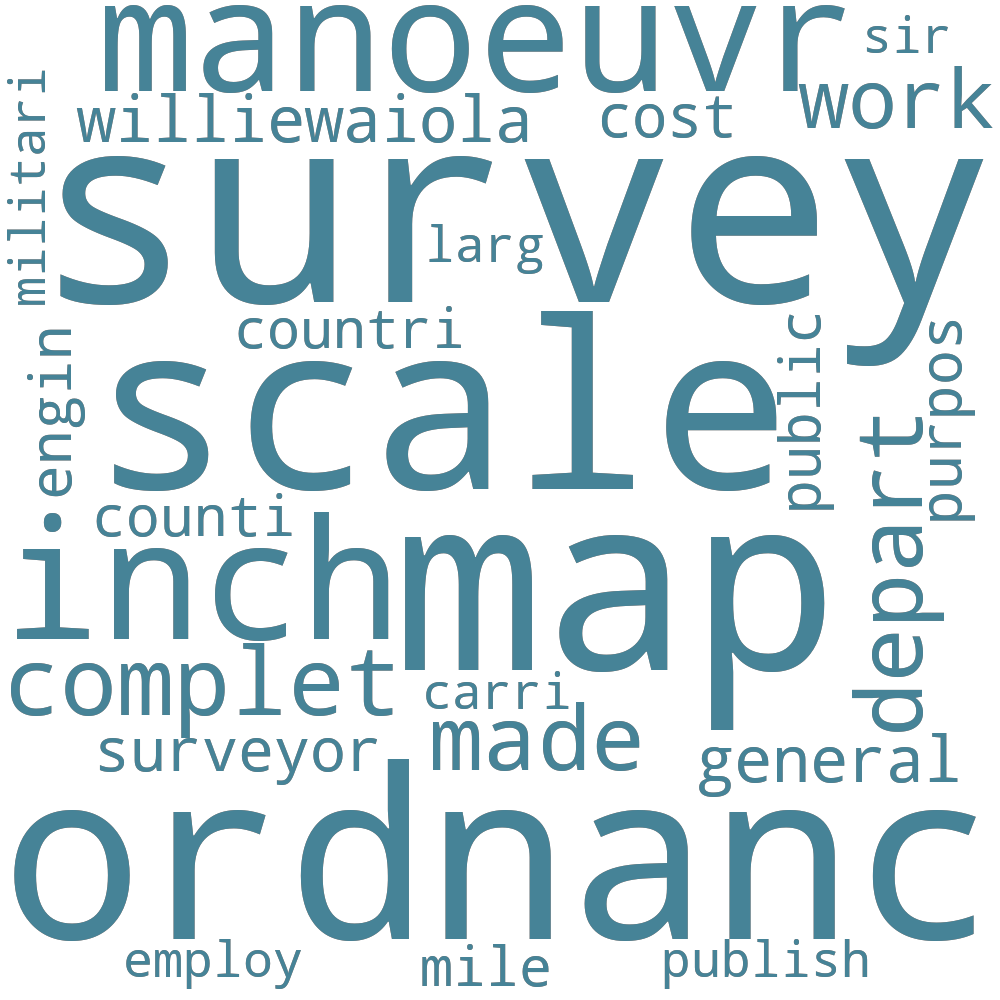 manoeuvr
sir
work
williewaiola
cost
militari
survey
larg
countri
scale
engin
public
purpos
depart
counti
inch
map
complet
carri
made
surveyor
general
ordnanc
employ
mile
publish